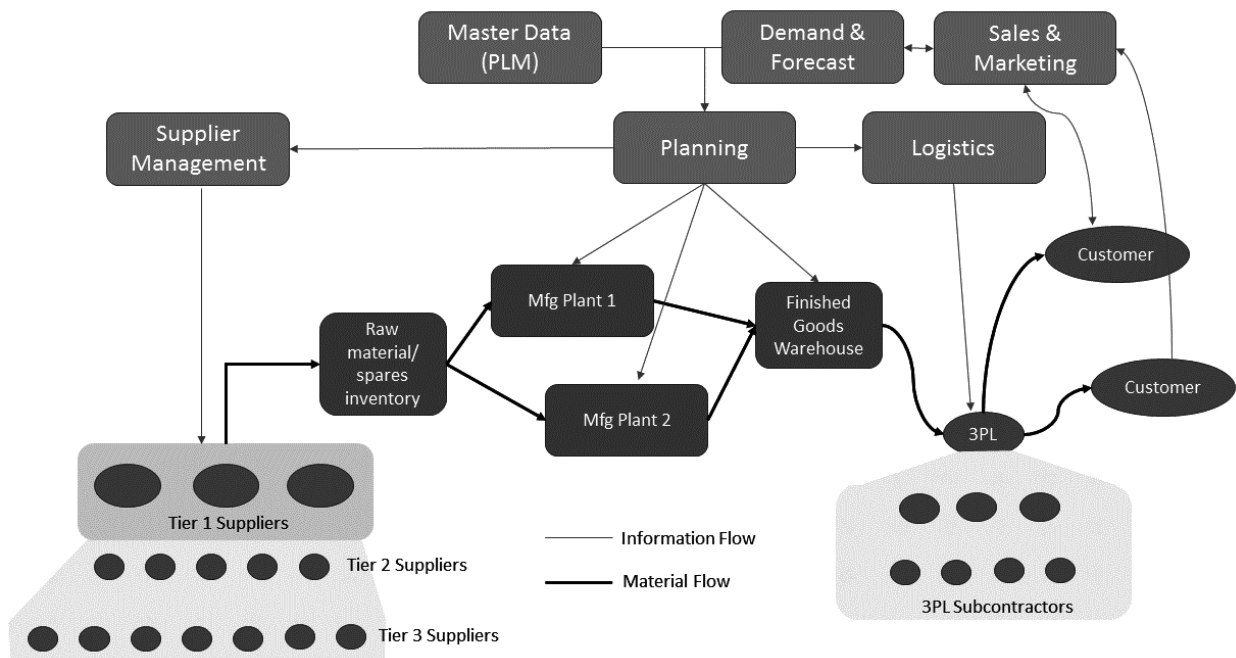 Master Data
(PLM)
Demand &
Forecast
Sales &
Marketing
Supplier
Management
Planning
Logistics
Customer
Mfg Plant 1
Finished
Goods
Warehouse
Raw
material/
spares
inventory
Mfg Plant 2
Customer
3PL
Tier 1 Suppliers
Information Flow
Tier 2 Suppliers
Material Flow
3PL Subcontractors
Tier 3 Suppliers